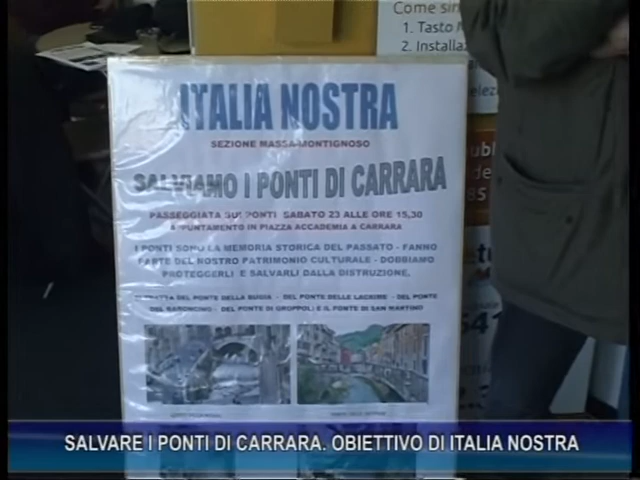 Come sin
1. Tasto
2. Installa
ITALIA NOSTRA
SEZIONE MASSA-MONTIGNOSO
SALVIAMO I PONTI DI CARRARA
PASSEGGIATA SUI PONTI SABATO 23 ALLE ORE 15,30
APPUNTAMENTO IN PIAZZA ACCADEMIA A CARRARA
I PONTI SONO LA MEMORIA STORICA DEL PASSATO - FANNO
PARTE DEL NOSTRO PATRIMONIO CULTURALE - DOBBIAMO
PROTEGGERLI E SALVARLI DALLA DISTRUZIONE.
SI TRATTA DEL PONTE DELLA BUGIA - DEL PONTE DELLE LACRIME - DEL PONTE
DEL BARONCINO - DEL PONTE DI GROPPOLI E IL PONTE DI SAN MARTINO
SALVARE I PONTI DI CARRARA. OBIETTIVO DI ITALIA NOSTRA